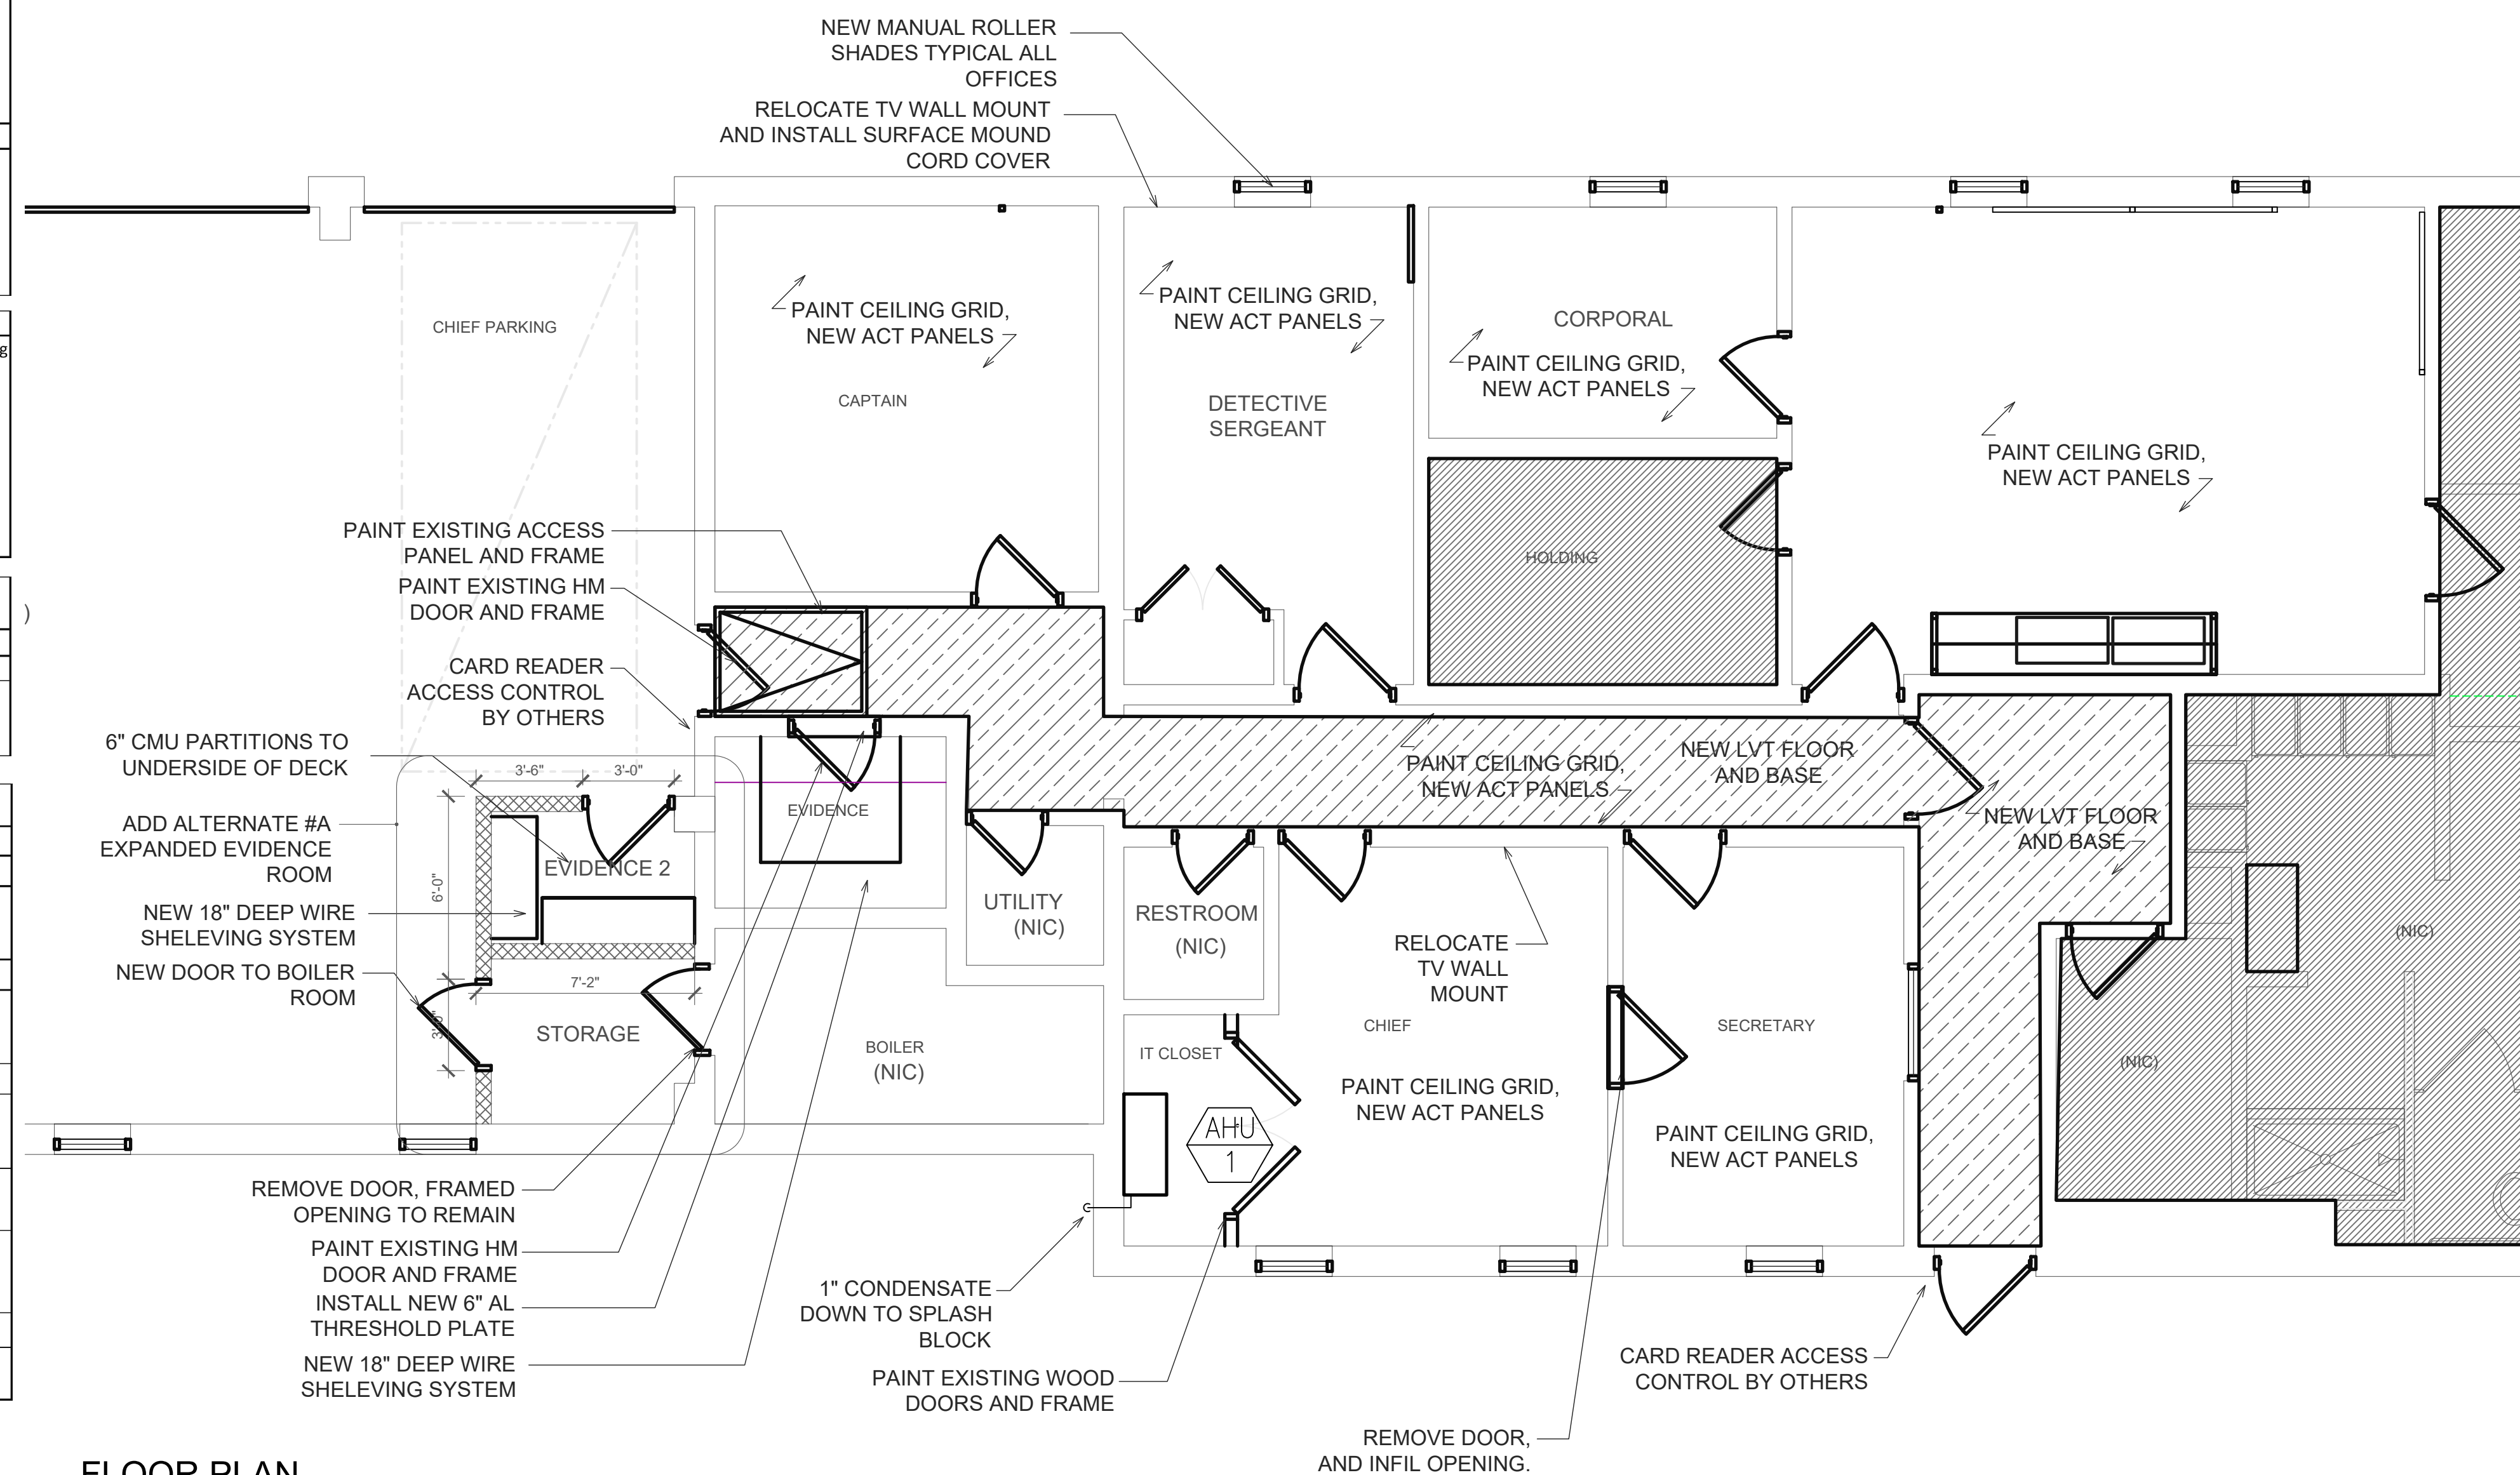 NEW MANUAL ROLLER
SHADES TYPICAL ALL
OFFICES
RELOCATE TV WALL MOUNT
AND INSTALL SURFACE MOUND
CORD COVER
g
)
CHIEF PARKING
PAINT CEILING GRID,
NEW ACT PANELS
CAPTAIN
PAINT CEILING GRID,
NEW ACT PANELS
DETECTIVE
SERGEANT
CORPORAL
PAINT CEILING GRID,
NEW ACT PANELS
PAINT CEILING GRID,
NEW ACT PANELS
HOLDING
PAINT EXISTING ACCESS
PANEL AND FRAME
PAINT EXISTING HM
DOOR AND FRAME
CARD READER
ACCESS CONTROL
BY OTHERS
6" CMU PARTITIONS TO
UNDERSIDE OF DECK
3'-6"
3'-0"
ADD ALTERNATE #A
EXPANDED EVIDENCE
ROOM
EVIDENCE
EVIDENCE 2
6'-0"
NEW 18" DEEP WIRE
SHELEVING SYSTEM
NEW DOOR TO BOILER
ROOM
7'-2"
3'-0"
STORAGE
BOILER
(NIC)
UTILITY
(NIC)
RESTROOM
(NIC)
PAINT CEILING GRID,
NEW ACT PANELS
NEW LVT FLOOR
AND BASE
NEW LVT FLOOR
AND BASE
RELOCATE
TV WALL
MOUNT
IT CLOSET
CHIEF
PAINT CEILING GRID,
NEW ACT PANELS
SECRETARY
PAINT CEILING GRID,
NEW ACT PANELS
(NIC)
(NIC)
AHU
1
REMOVE DOOR, FRAMED
OPENING TO REMAIN
PAINT EXISTING HM
DOOR AND FRAME
INSTALL NEW 6" AL
THRESHOLD PLATE
NEW 18" DEEP WIRE
SHELEVING SYSTEM
1" CONDENSATE
DOWN TO SPLASH
BLOCK
PAINT EXISTING WOOD
DOORS AND FRAME
CARD READER ACCESS
CONTROL BY OTHERS
REMOVE DOOR,
AND INFIL OPENING.
FLOOR PLAN